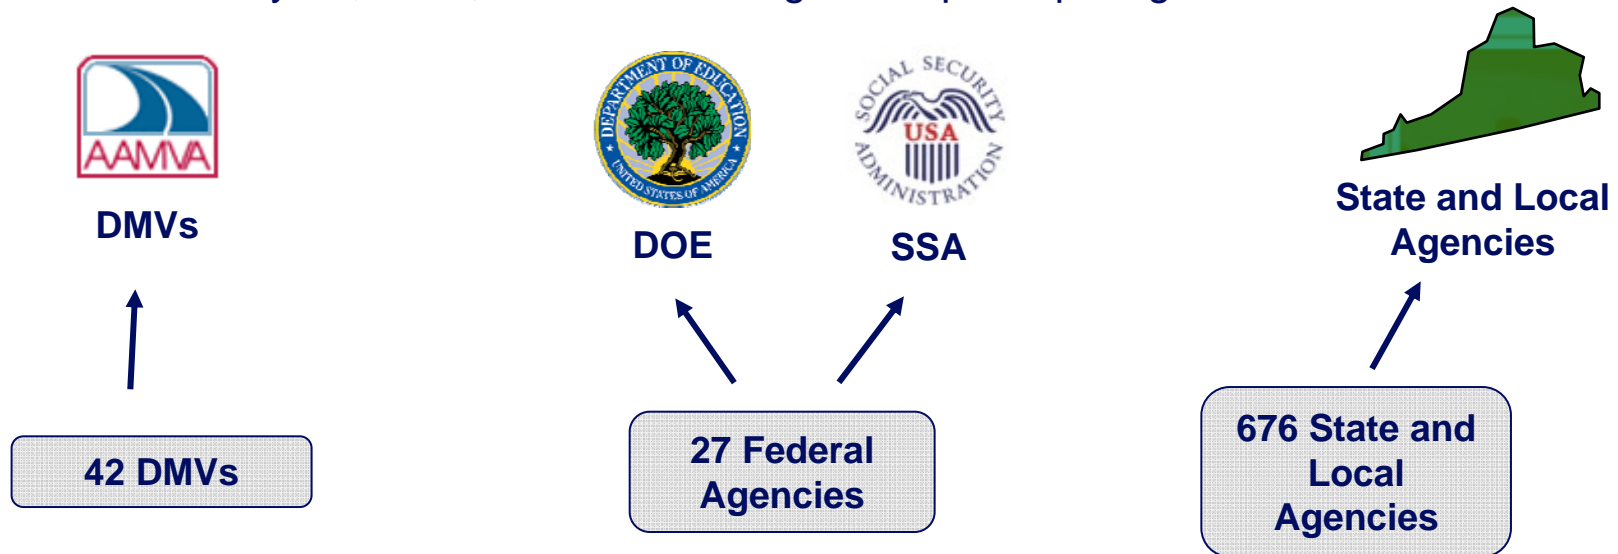 AAMVA
DMVs
DEPARTMENT OF EDUCATION
UNITED STATES OF AMERICA
DOE
SOCIAL SECURITY
USA
ADMINISTRATION
SSA
State and Local
Agencies
42 DMVs
27 Federal
Agencies
676 State and
Local
Agencies